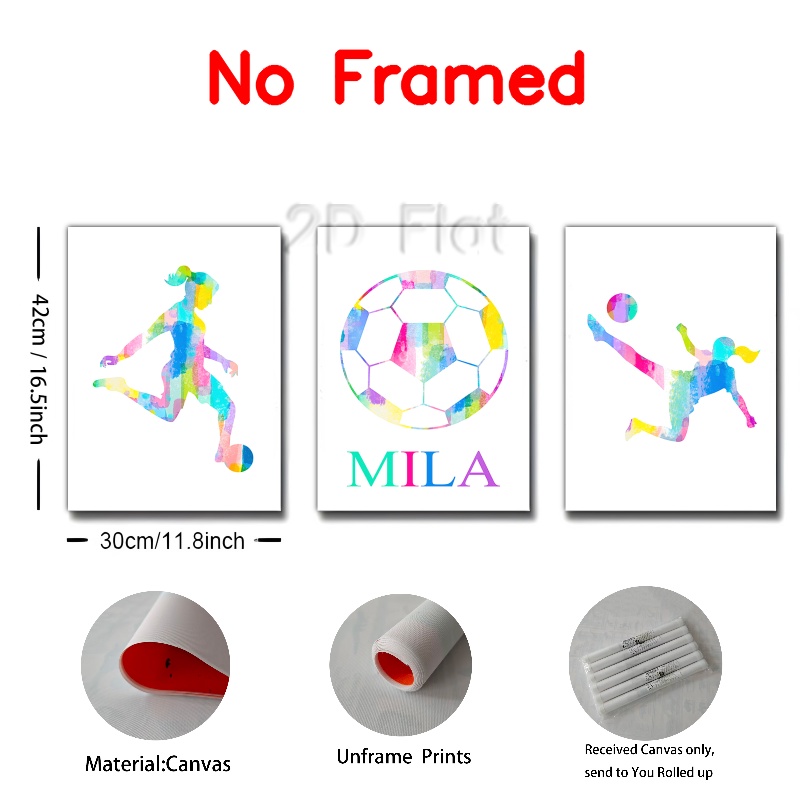 No Framed
2D Flat
42cm / 16.5inch
MILA
30cm/11.8inch
Material:Canvas
Unframe Prints
Received Canvas only,
send to You Rolled up